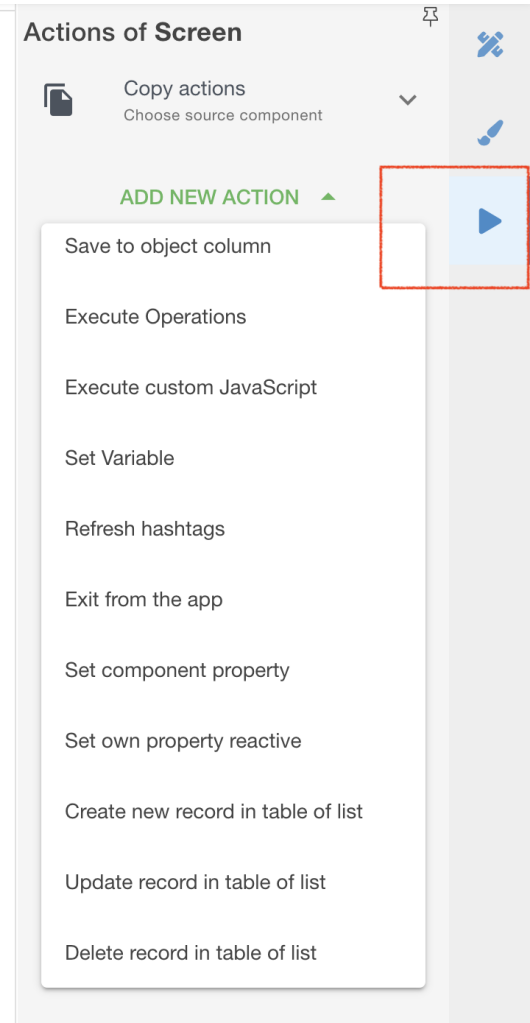 Actions of Screen
Copy actions
Choose source component
ADD NEW ACTION
Save to object column
Execute Operations
Execute custom JavaScript
Set Variable
Refresh hashtags
Exit from the app
Set component property
Set own property reactive
Create new record in table of list
Update record in table of list
Delete record in table of list